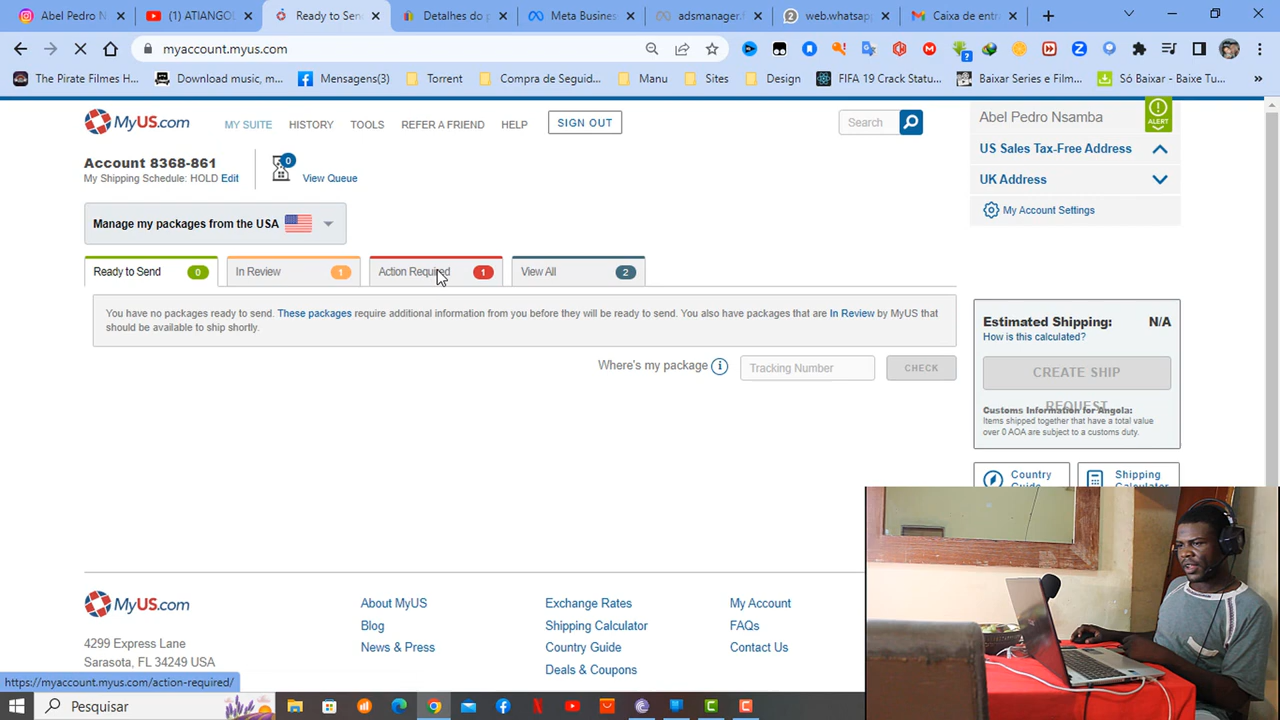 Abel Pedro N
(1) ATIANGOL
Ready to Sen
Detalhes do p
Meta Busines
adsmanager.f
web.whatsapp
Caixa de entr
myaccount.myus.com
The Pirate Filmes H...
Download music, m...
Mensagens(3)
Torrent
Compra de Seguid...
Manu
Sites
Design
FIFA 19 Crack Statu...
Baixar Series e Film...
Só Baixar - Baixe Tu...
»
MyUS.com
MY SUITE
HISTORY
TOOLS
REFER A FRIEND
HELP
SIGN OUT
Search
Abel Pedro Nsamba
ALERT
Account 8368-861
My Shipping Schedule: HOLD Edit
0
View Queue
US Sales Tax-Free Address
UK Address
My Account Settings
Manage my packages from the USA
Ready to Send 0
In Review 1
Action Required 1
View All 2
You have no packages ready to send. These packages require additional information from you before they will be ready to send. You also have packages that are In Review by MyUS that
should be available to ship shortly.
Where's my package
Tracking Number
CHECK
Estimated Shipping: N/A
How is this calculated?
CREATE SHIP
REQUEST
Customs Information for Angola:
Items shipped together that have a total value
over 0 AOA are subject to a customs duty.
Country
Guide
Shipping
Calculator
MyUS.com
4299 Express Lane
Sarasota, FL 34249 USA
About MyUS
Blog
News & Press
Exchange Rates
Shipping Calculator
Country Guide
Deals & Coupons
My Account
FAQs
Contact Us
https://myaccount.myus.com/action-required/
Pesquisar